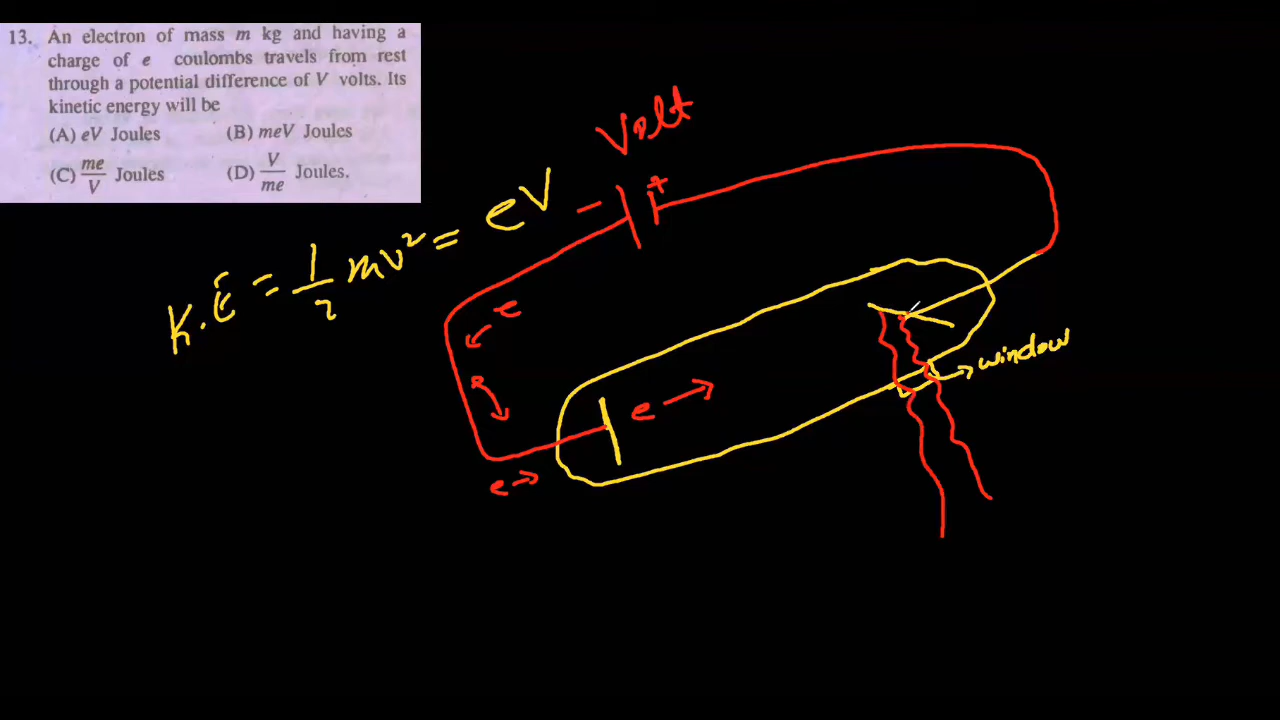 13. An electron of mass m kg and having a
charge of e coulombs travels from rest
through a potential difference of V volts. Its
kinetic energy will be
(A) eV Joules (B) meV Joules
(C) me/V Joules (D) V/me Joules.
Volt
− +
K.E = 1/2 mv² = eV
e
e
e
e
window